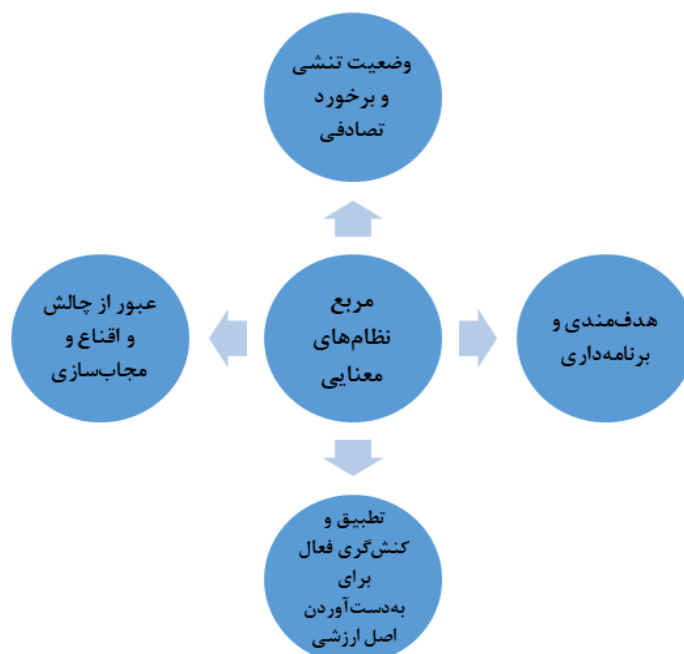 وضعیت تنشی
و برخورد
تصادفی
هدف‌مندی و
برنامه‌داری
مربع
نظام‌های
معنایی
عبور از چالش
و اقناع و
مجاب‌سازی
تطبیق و
کنش‌گری فعال
برای
به‌دست‌آوردن
اصل ارزشی